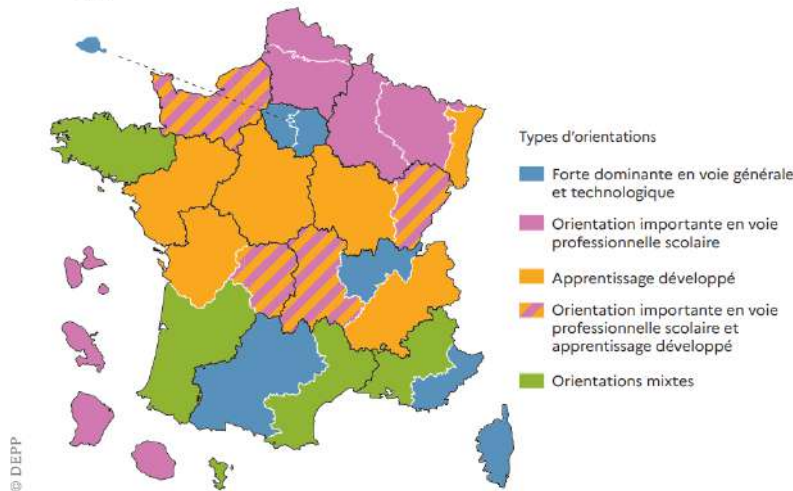 Types d'orientations
Forte dominante en voie générale
et technologique
Orientation importante en voie
professionnelle scolaire
Apprentissage développé
Orientation importante en voie
professionnelle scolaire et
apprentissage développé
Orientations mixtes
© DEPP